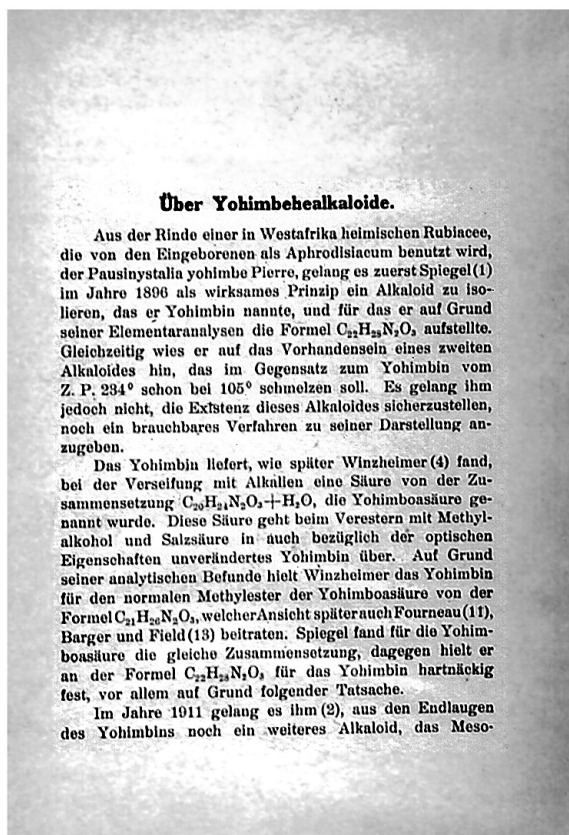 Über Yohimbehealkaloide.
Aus der Rinde einer in Westafrika heimischen Rubiacee,
die von den Eingeborenen als Aphrodisiacum benutzt wird,
der Pausinystalia yohimbe Pierre, gelang es zuerst Spiegel(1)
im Jahre 1896 als wirksames Prinzip ein Alkaloid zu iso-
lieren, das er Yohimbin nannte, und für das er auf Grund
seiner Elementaranalysen die Formel C₂₂H₂₈N₂O₃ aufstellte.
Gleichzeitig wies er auf das Vorhandensein eines zweiten
Alkaloides hin, das im Gegensatz zum Yohimbin vom
Z. P. 234° schon bei 105° schmelzen soll. Es gelang ihm
jedoch nicht, die Existenz dieses Alkaloides sicherzustellen,
noch ein brauchbares Verfahren zu seiner Darstellung an-
zugeben.
Das Yohimbin liefert, wie später Winzheimer(4) fand,
bei der Verseifung mit Alkalien eine Säure von der Zu-
sammensetzung C₂₀H₂₄N₂O₃+H₂O, die Yohimboasäure ge-
nannt wurde. Diese Säure geht beim Verestern mit Methyl-
alkohol und Salzsäure in auch bezüglich der optischen
Eigenschaften unverändertes Yohimbin über. Auf Grund
seiner analytischen Befunde hielt Winzheimer das Yohimbin
für den normalen Methylester der Yohimboasäure von der
Formel C₂₁H₂₆N₂O₃, welcher Ansicht später auch Fourneau(11),
Barger und Field(13) beitraten. Spiegel fand für die Yohim-
boasäure die gleiche Zusammensetzung, dagegen hielt er
an der Formel C₂₂H₂₈N₂O₃ für das Yohimbin hartnäckig
fest, vor allem auf Grund folgender Tatsache.
Im Jahre 1911 gelang es ihm(2), aus den Endlaugen
des Yohimbins noch ein weiteres Alkaloid, das Meso-